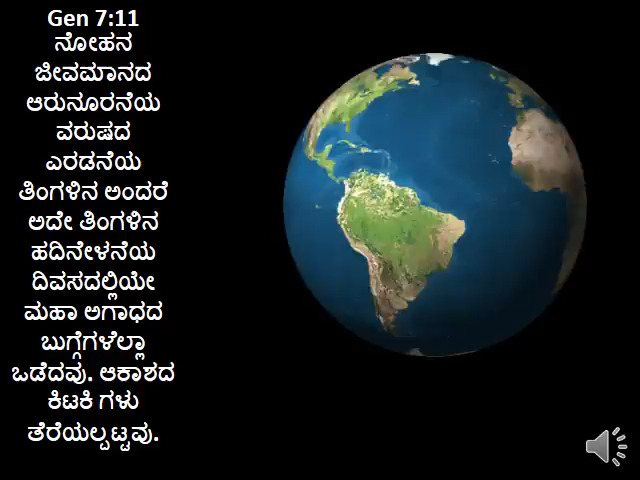 Gen 7:11
ನೋಹನ
ಜೀವಮಾನದ
ಆರುನೂರನೆಯ
ವರುಷದ
ಎರಡನೆಯ
ತಿಂಗಳಿನ ಅಂದರೆ
ಅದೇ ತಿಂಗಳಿನ
ಹದಿನೇಳನೆಯ
ದಿವಸದಲ್ಲಿಯೇ
ಮಹಾ ಅಗಾಧದ
ಬುಗ್ಗೆಗಳೆಲ್ಲಾ
ಒಡೆದವು. ಆಕಾಶದ
ಕಿಟಕಿ ಗಳು
ತೆರೆಯಲ್ಪಟ್ಟವು.